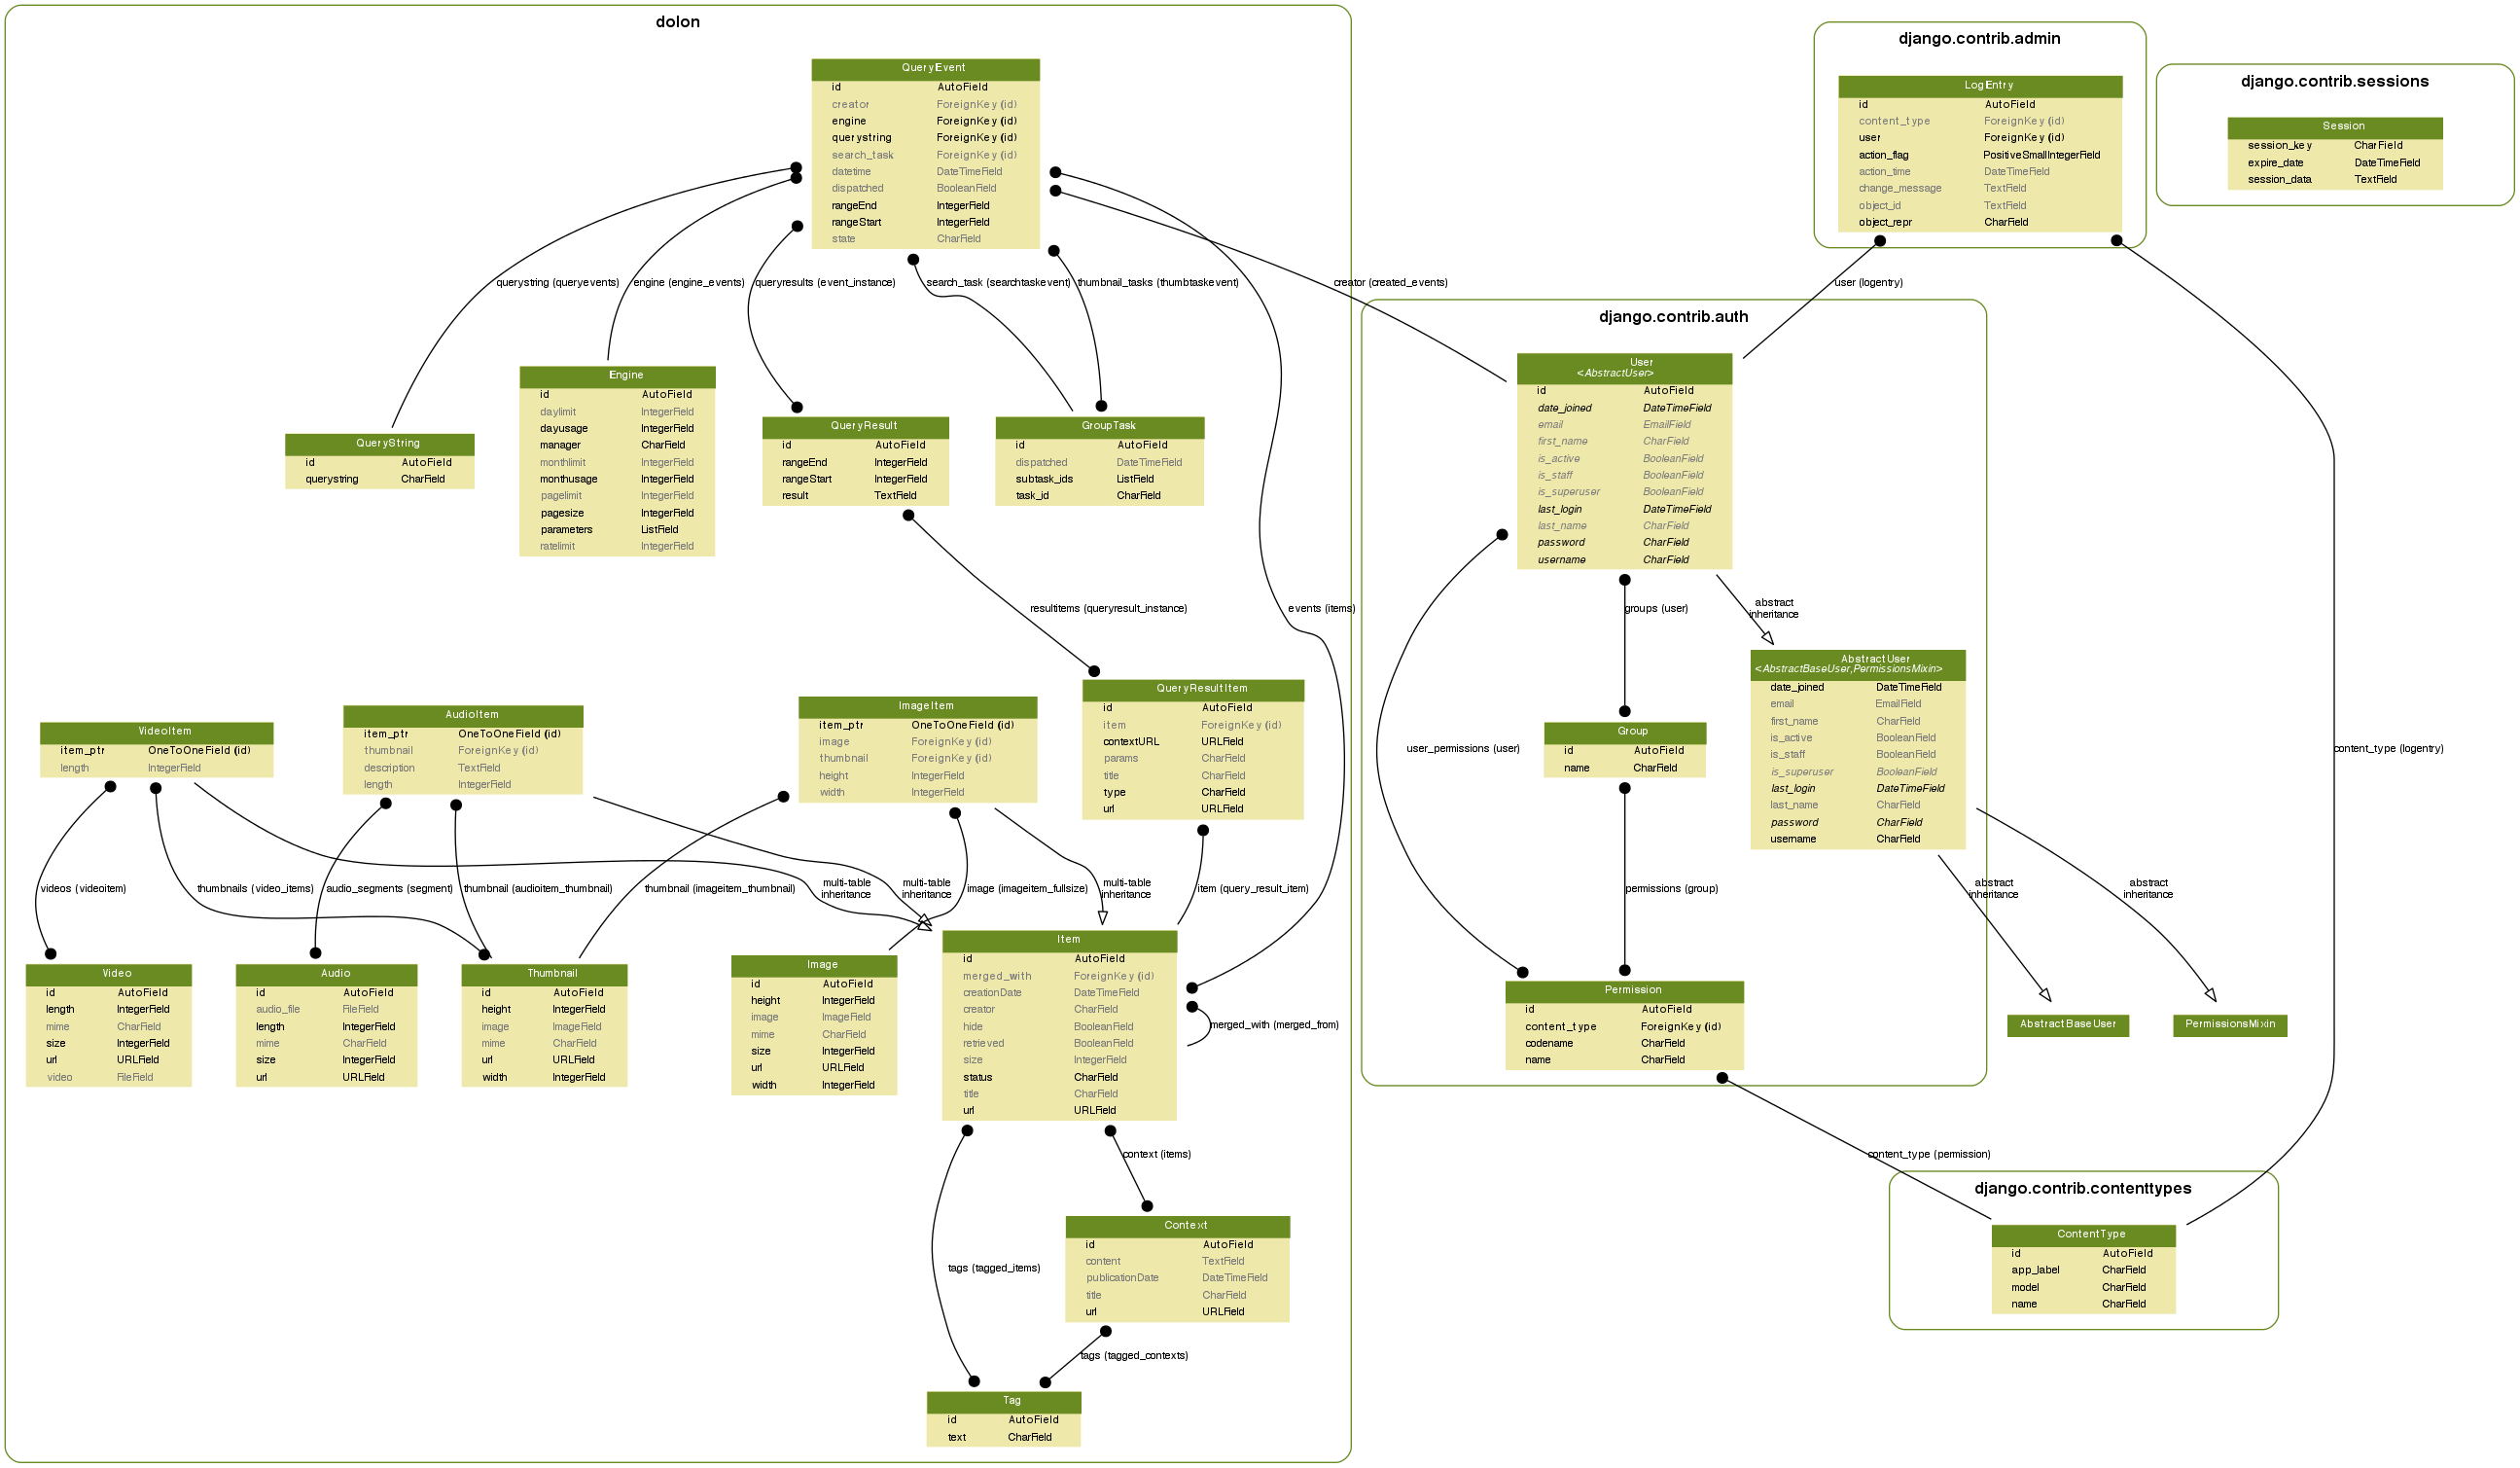 dolon
QueryEvent
id AutoField
creator ForeignKey (id)
engine ForeignKey (id)
querystring ForeignKey (id)
search_task ForeignKey (id)
datetime DateTimeField
dispatched BooleanField
rangeEnd IntegerField
rangeStart IntegerField
state CharField
querystring (queryevents)
engine (engine_events)
queryresults (event_instance)
search_task (searchtaskevent)
thumbnail_tasks (thumbtaskevent)
creator (created_events)
QueryString
id AutoField
querystring CharField
Engine
id AutoField
daylimit IntegerField
dayusage IntegerField
manager CharField
monthlimit IntegerField
monthusage IntegerField
pagelimit IntegerField
pagesize IntegerField
parameters ListField
ratelimit IntegerField
QueryResult
id AutoField
rangeEnd IntegerField
rangeStart IntegerField
result TextField
GroupTask
id AutoField
dispatched DateTimeField
subtask_ids ListField
task_id CharField
resultitems (queryresult_instance)
events (items)
VideoItem
item_ptr OneToOneField (id)
length IntegerField
AudioItem
item_ptr OneToOneField (id)
thumbnail ForeignKey (id)
description TextField
length IntegerField
ImageItem
item_ptr OneToOneField (id)
image ForeignKey (id)
thumbnail ForeignKey (id)
height IntegerField
width IntegerField
QueryResultItem
id AutoField
item ForeignKey (id)
contextURL URLField
params CharField
title CharField
type CharField
url URLField
videos (videoitem)
thumbnails (video_items)
audio_segments (segment)
thumbnail (audioitem_thumbnail)
thumbnail (imageitem_thumbnail)
multi-table
inheritance
multi-table
inheritance
image (imageitem_fullsize)
multi-table
inheritance
item (query_result_item)
Video
id AutoField
length IntegerField
mime CharField
size IntegerField
url URLField
video FileField
Audio
id AutoField
audio_file FileField
length IntegerField
mime CharField
size IntegerField
url URLField
Thumbnail
id AutoField
height IntegerField
image ImageField
mime CharField
url URLField
width IntegerField
Image
id AutoField
height IntegerField
image ImageField
mime CharField
size IntegerField
url URLField
width IntegerField
Item
id AutoField
merged_with ForeignKey (id)
creationDate DateTimeField
creator CharField
hide BooleanField
retrieved BooleanField
size IntegerField
status CharField
title CharField
url URLField
merged_with (merged_from)
context (items)
tags (tagged_items)
Context
id AutoField
content TextField
publicationDate DateTimeField
title CharField
url URLField
tags (tagged_contexts)
Tag
id AutoField
text CharField
django.contrib.admin
LogEntry
id AutoField
content_type ForeignKey (id)
user ForeignKey (id)
action_flag PositiveSmallIntegerField
action_time DateTimeField
change_message TextField
object_id TextField
object_repr CharField
user (logentry)
content_type (logentry)
django.contrib.sessions
Session
session_key CharField
expire_date DateTimeField
session_data TextField
django.contrib.auth
User
<AbstractUser>
id AutoField
date_joined DateTimeField
email EmailField
first_name CharField
is_active BooleanField
is_staff BooleanField
is_superuser BooleanField
last_login DateTimeField
last_name CharField
password CharField
username CharField
groups (user)
abstract
inheritance
user_permissions (user)
Group
id AutoField
name CharField
AbstractUser
<AbstractBaseUser,PermissionsMixin>
date_joined DateTimeField
email EmailField
first_name CharField
is_active BooleanField
is_staff BooleanField
is_superuser BooleanField
last_login DateTimeField
last_name CharField
password CharField
username CharField
permissions (group)
abstract
inheritance
abstract
inheritance
Permission
id AutoField
content_type ForeignKey (id)
codename CharField
name CharField
AbstractBaseUser
PermissionsMixin
content_type (permission)
django.contrib.contenttypes
ContentType
id AutoField
app_label CharField
model CharField
name CharField